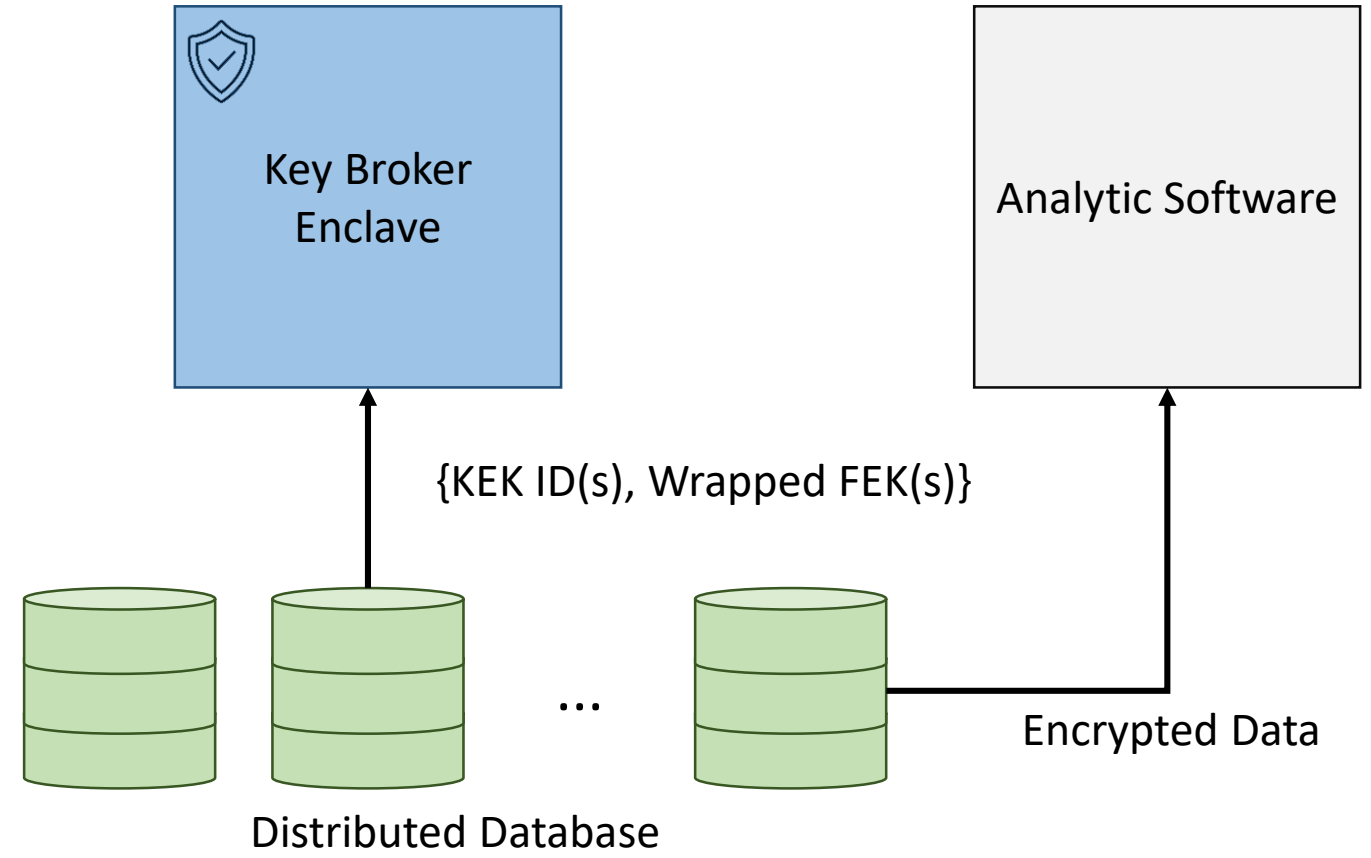 Key Broker
Enclave
Analytic Software
{KEK ID(s), Wrapped FEK(s)}
...
Encrypted Data
Distributed Database